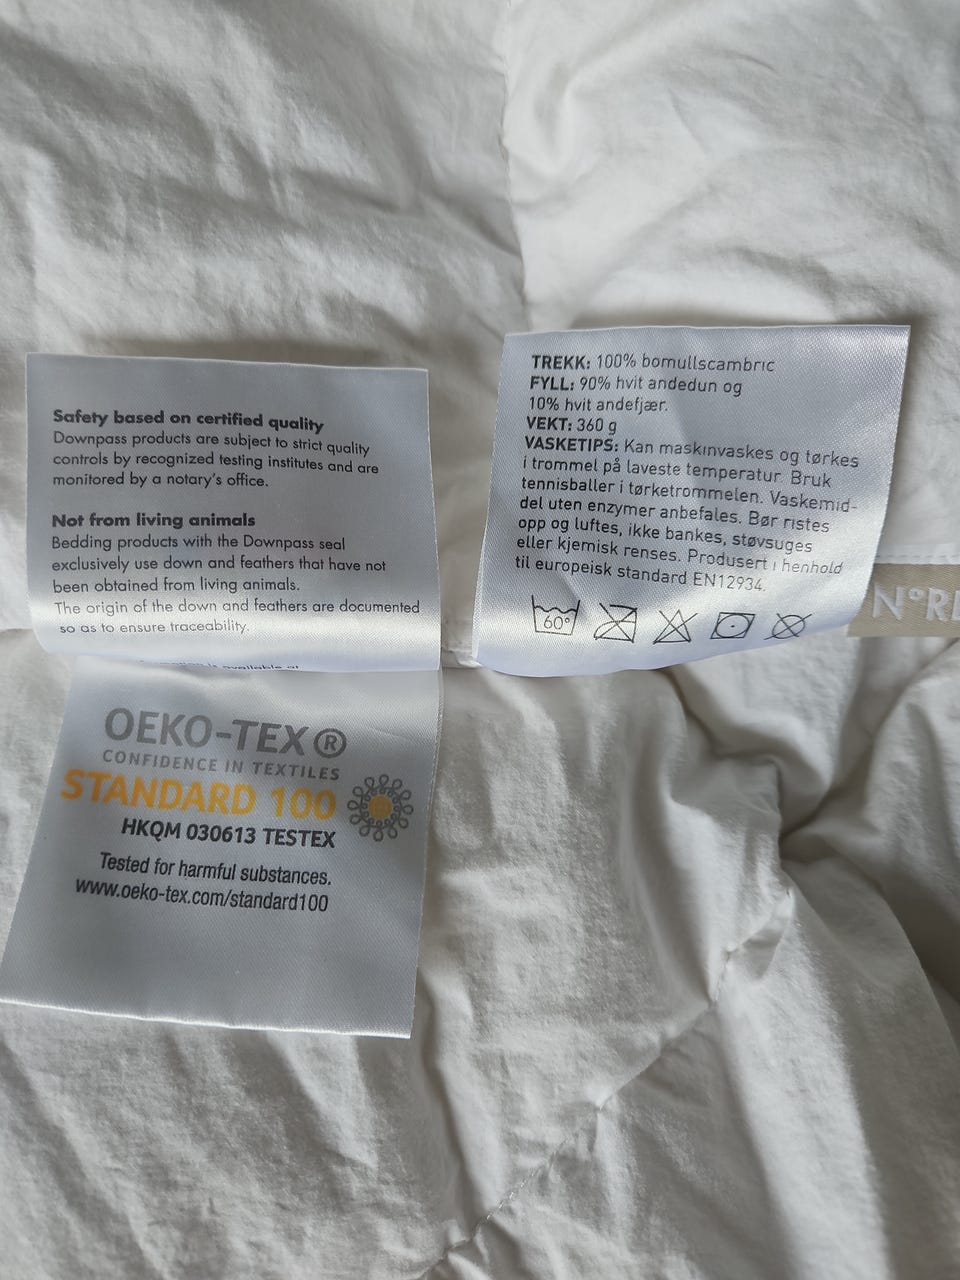 Safety based on certified quality
Downpass products are subject to strict quality
controls by recognized testing institutes and are
monitored by a notary's office.
Not from living animals
Bedding products with the Downpass seal
exclusively use down and feathers that have not
been obtained from living animals.
The origin of the down and feathers are documented
so as to ensure traceability.
is available at
OEKO-TEX®
CONFIDENCE IN TEXTILES
STANDARD 100
HKQM 030613 TESTEX
Tested for harmful substances.
www.oeko-tex.com/standard100
TREKK: 100% bomullscambric
FYLL: 90% hvit andedun og
10% hvit andefjær.
VEKT: 360 g
VASKETIPS: Kan maskinvaskes og tørkes
i trommel på laveste temperatur. Bruk
tennisballer i tørketrommelen. Vaskemid-
del uten enzymer anbefales. Bør ristes
opp og luftes, ikke bankes, støvsuges
eller kjemisk renses. Produsert i henhold
til europeisk standard EN12934.
60°